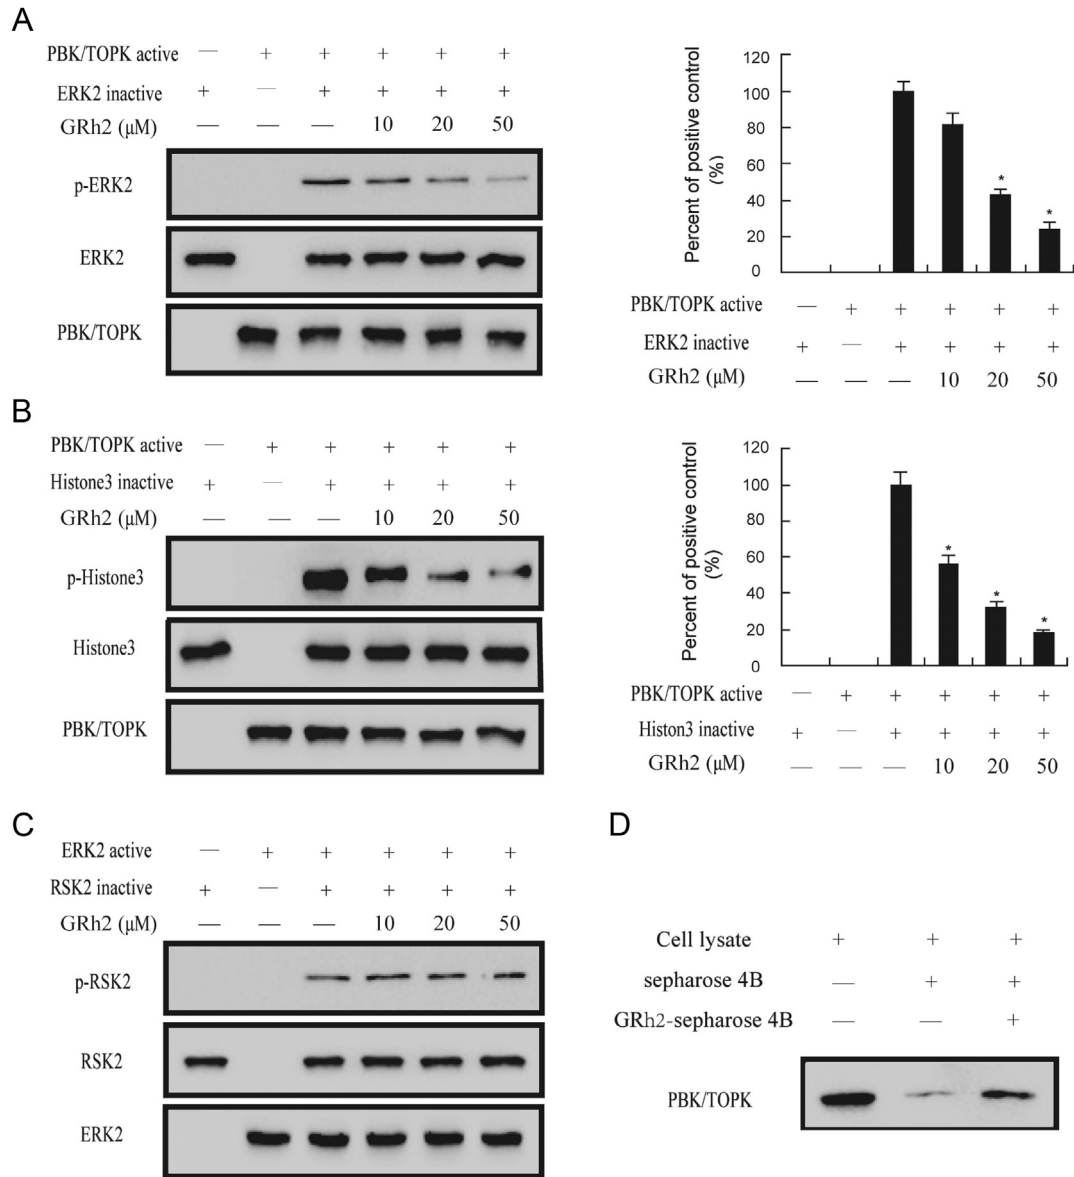 A
PBK/TOPK active — + + + + +
ERK2 inactive + — + + + +
GRh2 (μM) — — — 10 20 50
p-ERK2
ERK2
PBK/TOPK
Percent of positive control
(%)
120
100
80
60
40
20
0
*
*
PBK/TOPK active — + + + + +
ERK2 inactive + — + + + +
GRh2 (μM) — — — 10 20 50
B
PBK/TOPK active — + + + + +
Histone3 inactive + — + + + +
GRh2 (μM) — — — 10 20 50
p-Histone3
Histone3
PBK/TOPK
Percent of positive control
(%)
120
100
80
60
40
20
0
*
*
*
PBK/TOPK active — + + + + +
Histon3 inactive + — + + + +
GRh2 (μM) — — — 10 20 50
C
ERK2 active — + + + + +
RSK2 inactive + — + + + +
GRh2 (μM) — — — 10 20 50
p-RSK2
RSK2
ERK2
D
Cell lysate + + +
sepharose 4B — + +
GRh2-sepharose 4B — — +
PBK/TOPK